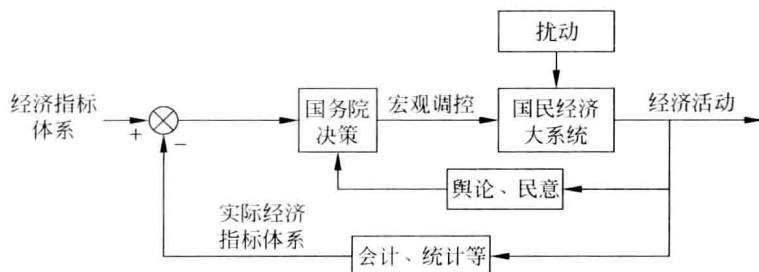 扰动
经济指标
体系
+
−
国务院
决策
宏观调控
国民经济
大系统
经济活动
舆论、民意
实际经济
指标体系
会计、统计等